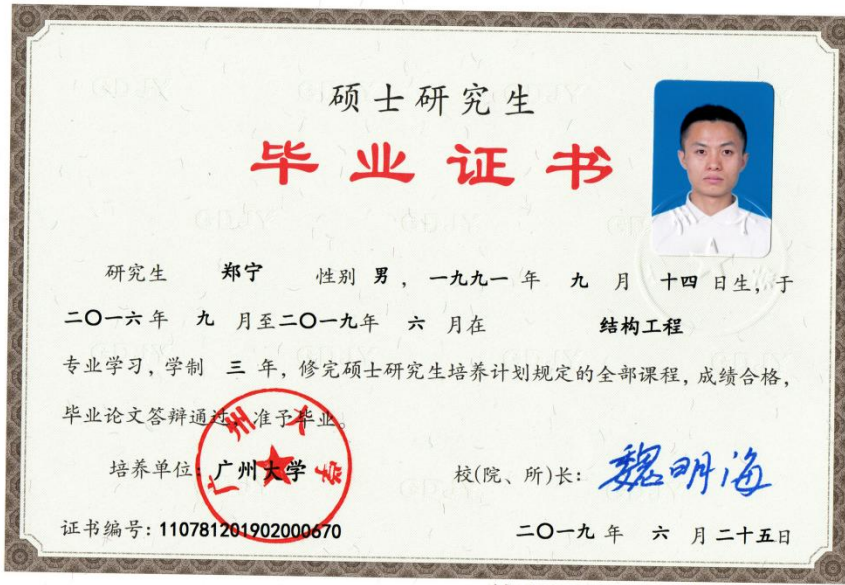 硕士研究生
毕业证书
研究生 郑宁 性别 男 ，一九九一 年 九 月 十四 日生，于
二〇一六 年 九 月至二〇一九年 六 月在 结构工程
专业学习，学制 三 年，修完硕士研究生培养计划规定的全部课程，成绩合格，
毕业论文答辩通过，准予毕业。
广州大学
培养单位：广州大学 校(院、所)长：魏明海
证书编号：110781201902000670 二〇一九 年 六 月 二十五日